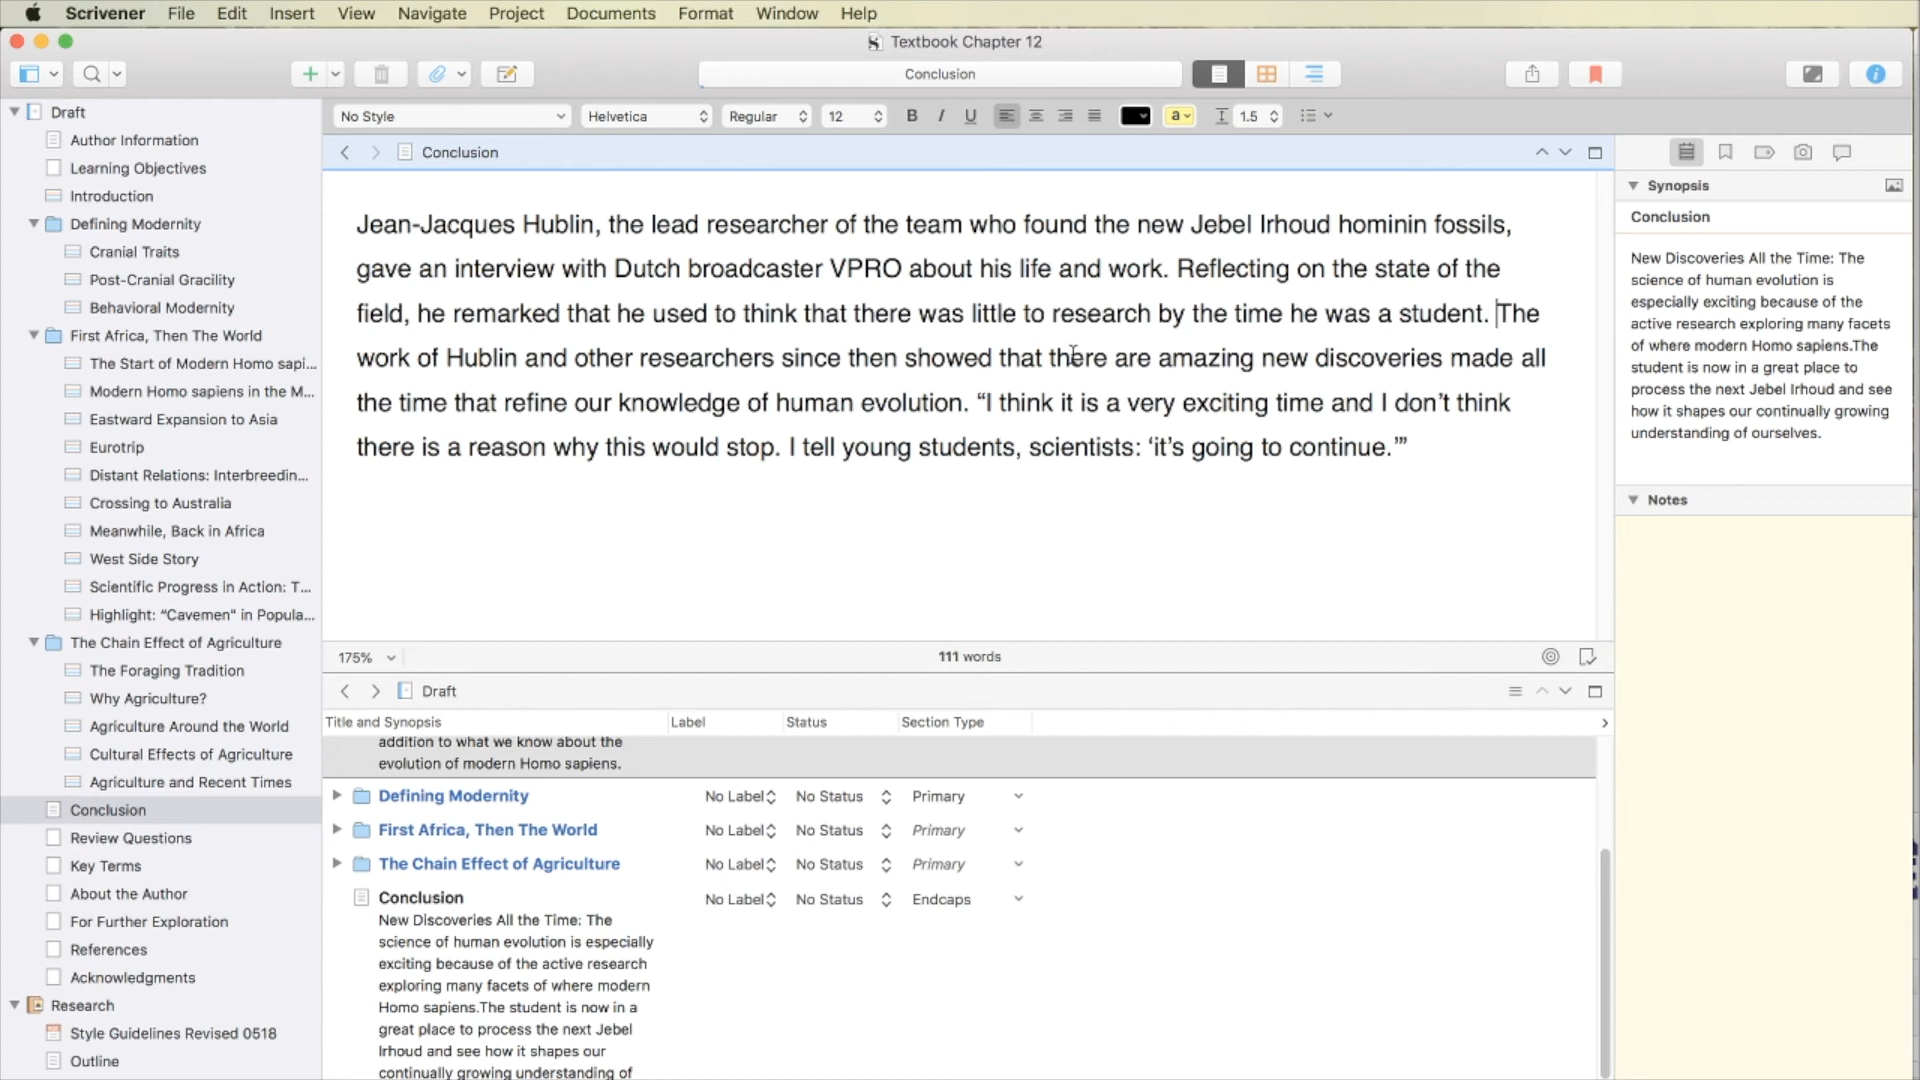 Scrivener File Edit Insert View Navigate Project Documents Format Window Help
Textbook Chapter 12
Conclusion
No Style Helvetica Regular 12 B I U a 1.5
Draft
Author Information
Learning Objectives
Introduction
Defining Modernity
Cranial Traits
Post-Cranial Gracility
Behavioral Modernity
First Africa, Then The World
The Start of Modern Homo sapi...
Modern Homo sapiens in the M...
Eastward Expansion to Asia
Eurotrip
Distant Relations: Interbreedin...
Crossing to Australia
Meanwhile, Back in Africa
West Side Story
Scientific Progress in Action: T...
Highlight: “Cavemen" in Popula...
The Chain Effect of Agriculture
The Foraging Tradition
Why Agriculture?
Agriculture Around the World
Cultural Effects of Agriculture
Agriculture and Recent Times
Conclusion
Review Questions
Key Terms
About the Author
For Further Exploration
References
Acknowledgments
Research
Style Guidelines Revised 0518
Outline
Conclusion
Jean-Jacques Hublin, the lead researcher of the team who found the new Jebel Irhoud hominin fossils,
gave an interview with Dutch broadcaster VPRO about his life and work. Reflecting on the state of the
field, he remarked that he used to think that there was little to research by the time he was a student. The
work of Hublin and other researchers since then showed that there are amazing new discoveries made all
the time that refine our knowledge of human evolution. “I think it is a very exciting time and I don’t think
there is a reason why this would stop. I tell young students, scientists: ‘it’s going to continue.’”
175% 111 words
Draft
Title and Synopsis Label Status Section Type
addition to what we know about the
evolution of modern Homo sapiens.
Defining Modernity No Label No Status Primary
First Africa, Then The World No Label No Status Primary
The Chain Effect of Agriculture No Label No Status Primary
Conclusion No Label No Status Endcaps
New Discoveries All the Time: The
science of human evolution is especially
exciting because of the active research
exploring many facets of where modern
Homo sapiens.The student is now in a
great place to process the next Jebel
Irhoud and see how it shapes our
continually growing understanding of
Synopsis
Conclusion
New Discoveries All the Time: The
science of human evolution is
especially exciting because of the
active research exploring many facets
of where modern Homo sapiens.The
student is now in a great place to
process the next Jebel Irhoud and see
how it shapes our continually growing
understanding of ourselves.
Notes